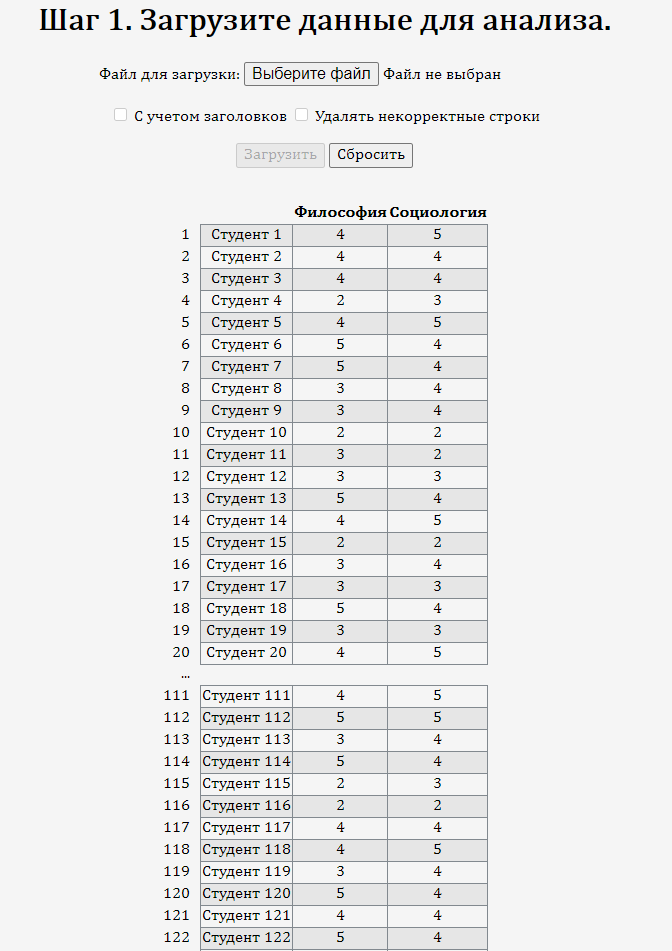 Шаг 1. Загрузите данные для анализа.
Файл для загрузки: Выберите файл Файл не выбран
С учетом заголовков Удалять некорректные строки
Загрузить Сбросить
Философия Социология
1 Студент 1 4 5
2 Студент 2 4 4
3 Студент 3 4 4
4 Студент 4 2 3
5 Студент 5 4 5
6 Студент 6 5 4
7 Студент 7 5 4
8 Студент 8 3 4
9 Студент 9 3 4
10 Студент 10 2 2
11 Студент 11 3 2
12 Студент 12 3 3
13 Студент 13 5 4
14 Студент 14 4 5
15 Студент 15 2 2
16 Студент 16 3 4
17 Студент 17 3 3
18 Студент 18 5 4
19 Студент 19 3 3
20 Студент 20 4 5
...
111 Студент 111 4 5
112 Студент 112 5 5
113 Студент 113 3 4
114 Студент 114 5 4
115 Студент 115 2 3
116 Студент 116 2 2
117 Студент 117 4 4
118 Студент 118 4 5
119 Студент 119 3 4
120 Студент 120 5 4
121 Студент 121 4 4
122 Студент 122 5 4